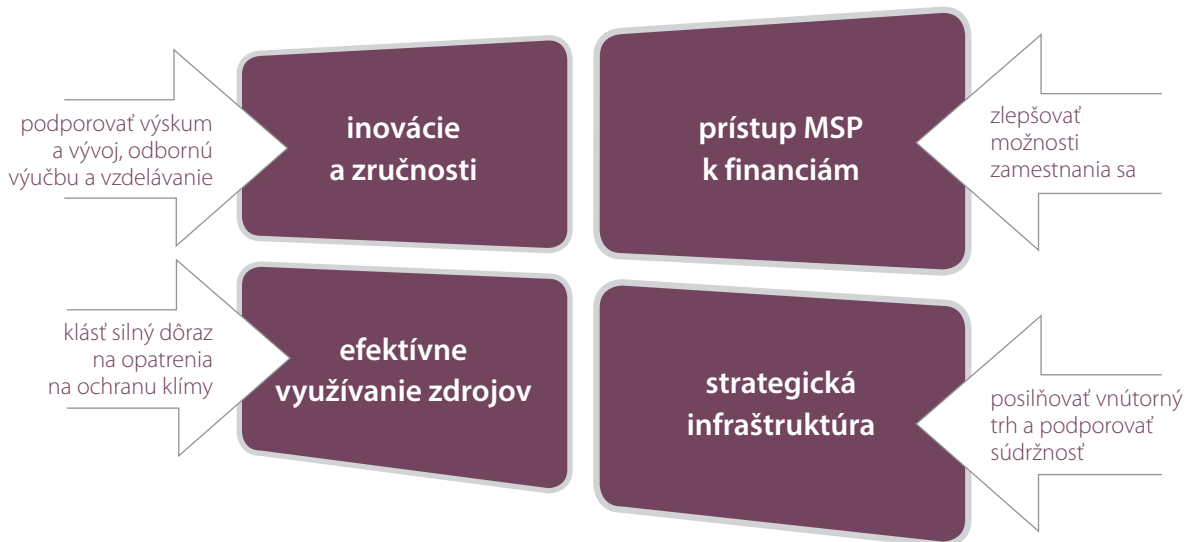 podporovať výskum
a vývoj, odbornú
výučbu a vzdelávanie
inovácie
a zručnosti
prístup MSP
k financiám
zlepšovať
možnosti
zamestnania sa
klásť silný dôraz
na opatrenia
na ochranu klímy
efektívne
využívanie zdrojov
strategická
infraštruktúra
posilňovať vnútorný
trh a podporovať
súdržnosť